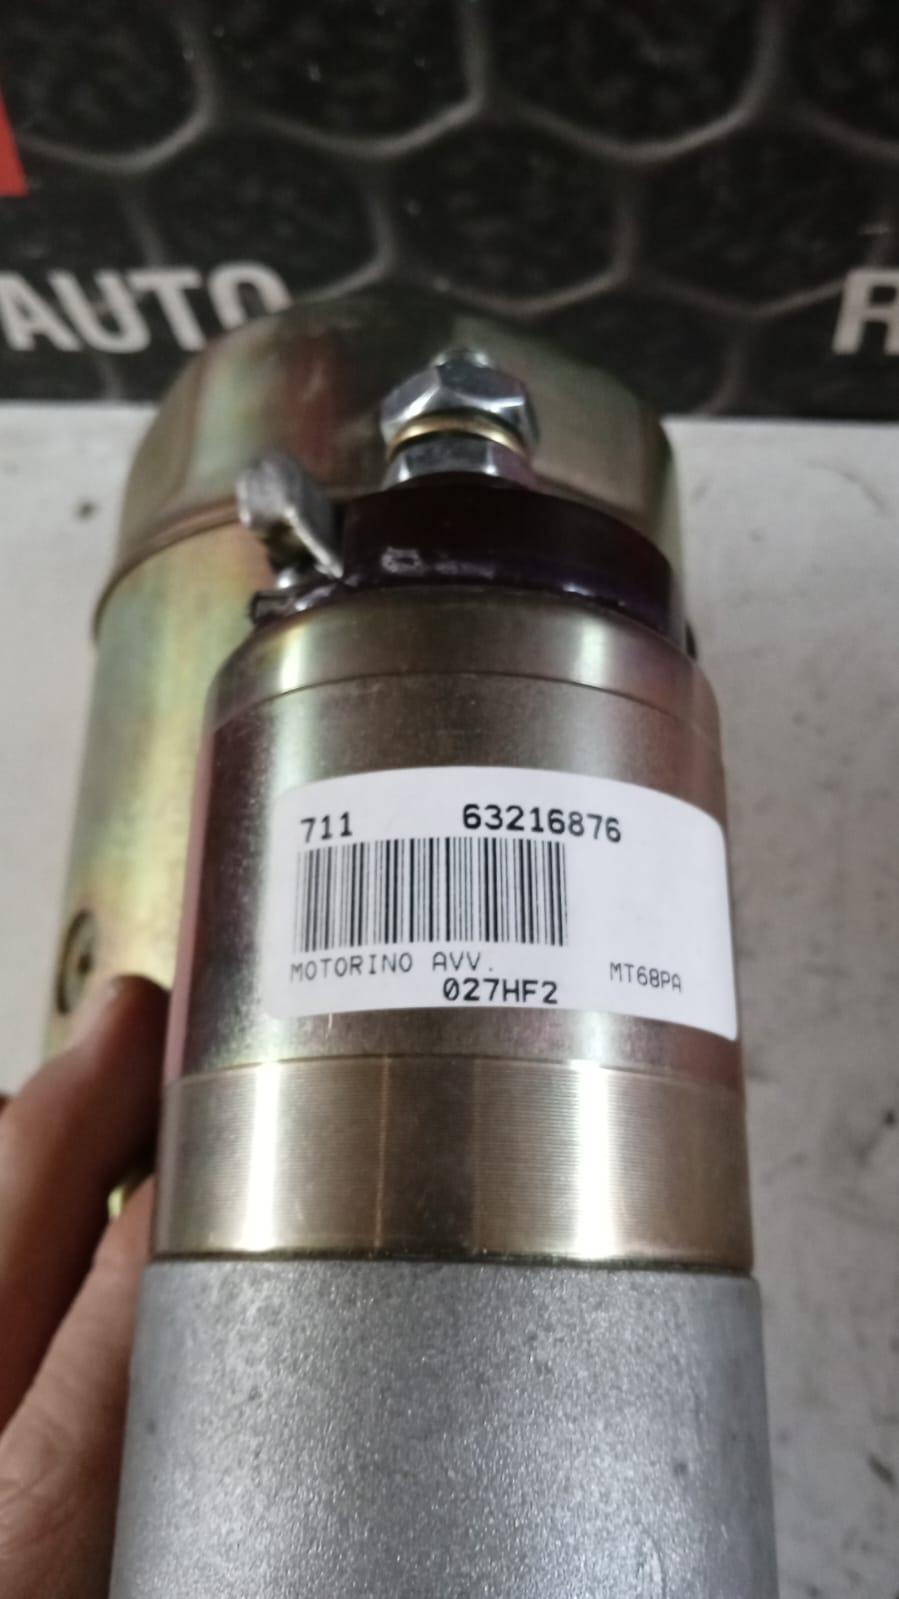 AUTO
R
711 63216876
MOTORINO AVV. MT68PA
027HF2